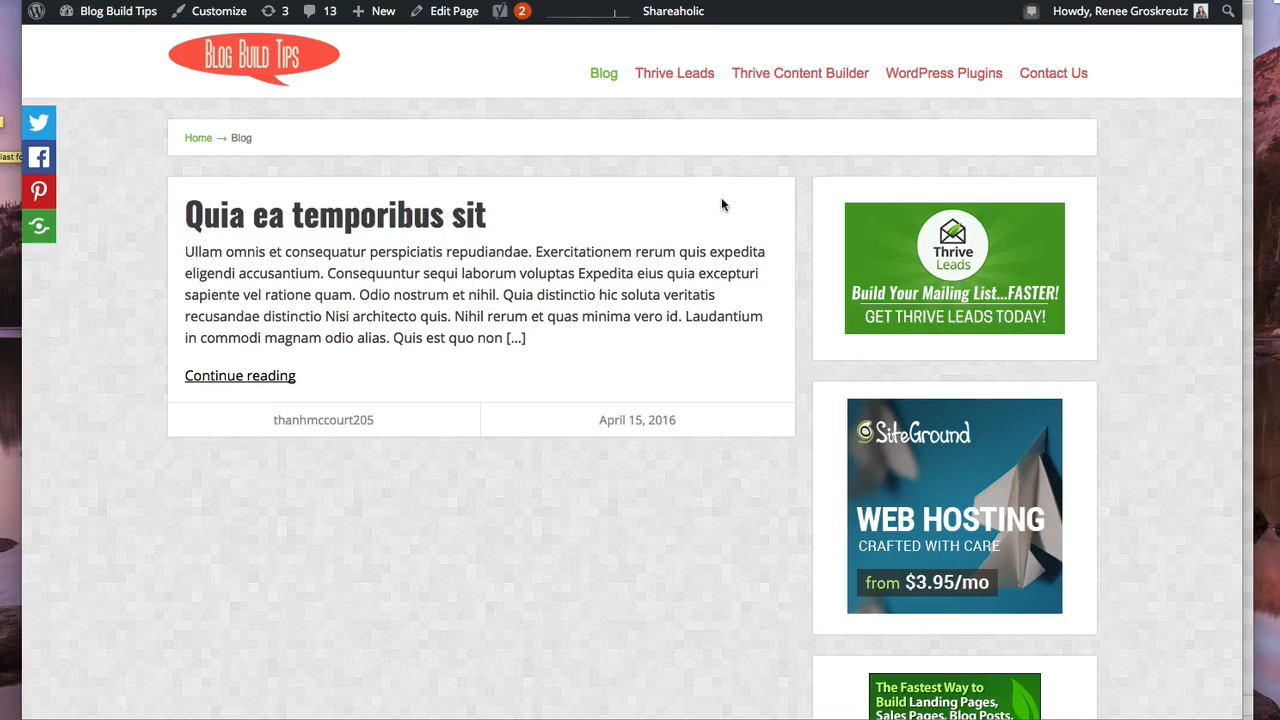 Blog Build Tips Customize 3 13 New Edit Page 2 Shareaholic Howdy, Renee Groskreutz
BLOG BUILD TIPS
Blog Thrive Leads Thrive Content Builder WordPress Plugins Contact Us
last fo
Home → Blog
Quia ea temporibus sit
Ullam omnis et consequatur perspiciatis repudiandae. Exercitationem rerum quis expedita
eligendi accusantium. Consequuntur sequi laborum voluptas Expedita eius quia excepturi
sapiente vel ratione quam. Odio nostrum et nihil. Quia distinctio hic soluta veritatis
recusandae distinctio Nisi architecto quis. Nihil rerum et quas minima vero id. Laudantium
in commodi magnam odio alias. Quis est quo non [...]
Continue reading
thanhmccourt205 April 15, 2016
Thrive
Leads
Build Your Mailing List...FASTER!
GET THRIVE LEADS TODAY!
SiteGround
WEB HOSTING
CRAFTED WITH CARE
from $3.95/mo
The Fastest Way to
Build Landing Pages,
Sales Pages, Blog Posts,